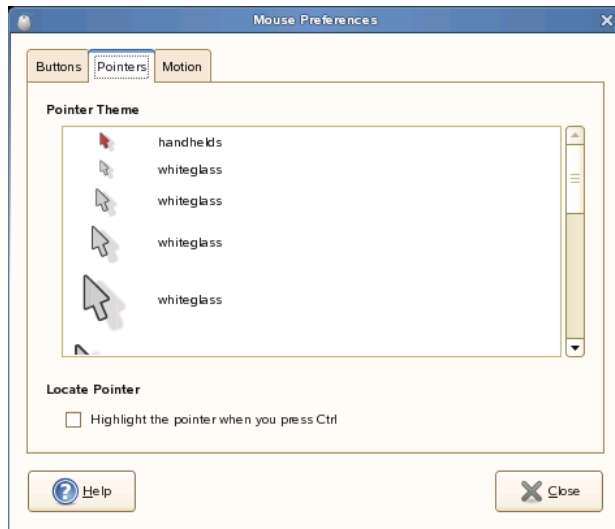 Mouse Preferences
Buttons Pointers Motion
Pointer Theme
handhelds
whiteglass
whiteglass
whiteglass
whiteglass
Locate Pointer
Highlight the pointer when you press Ctrl
Help Close